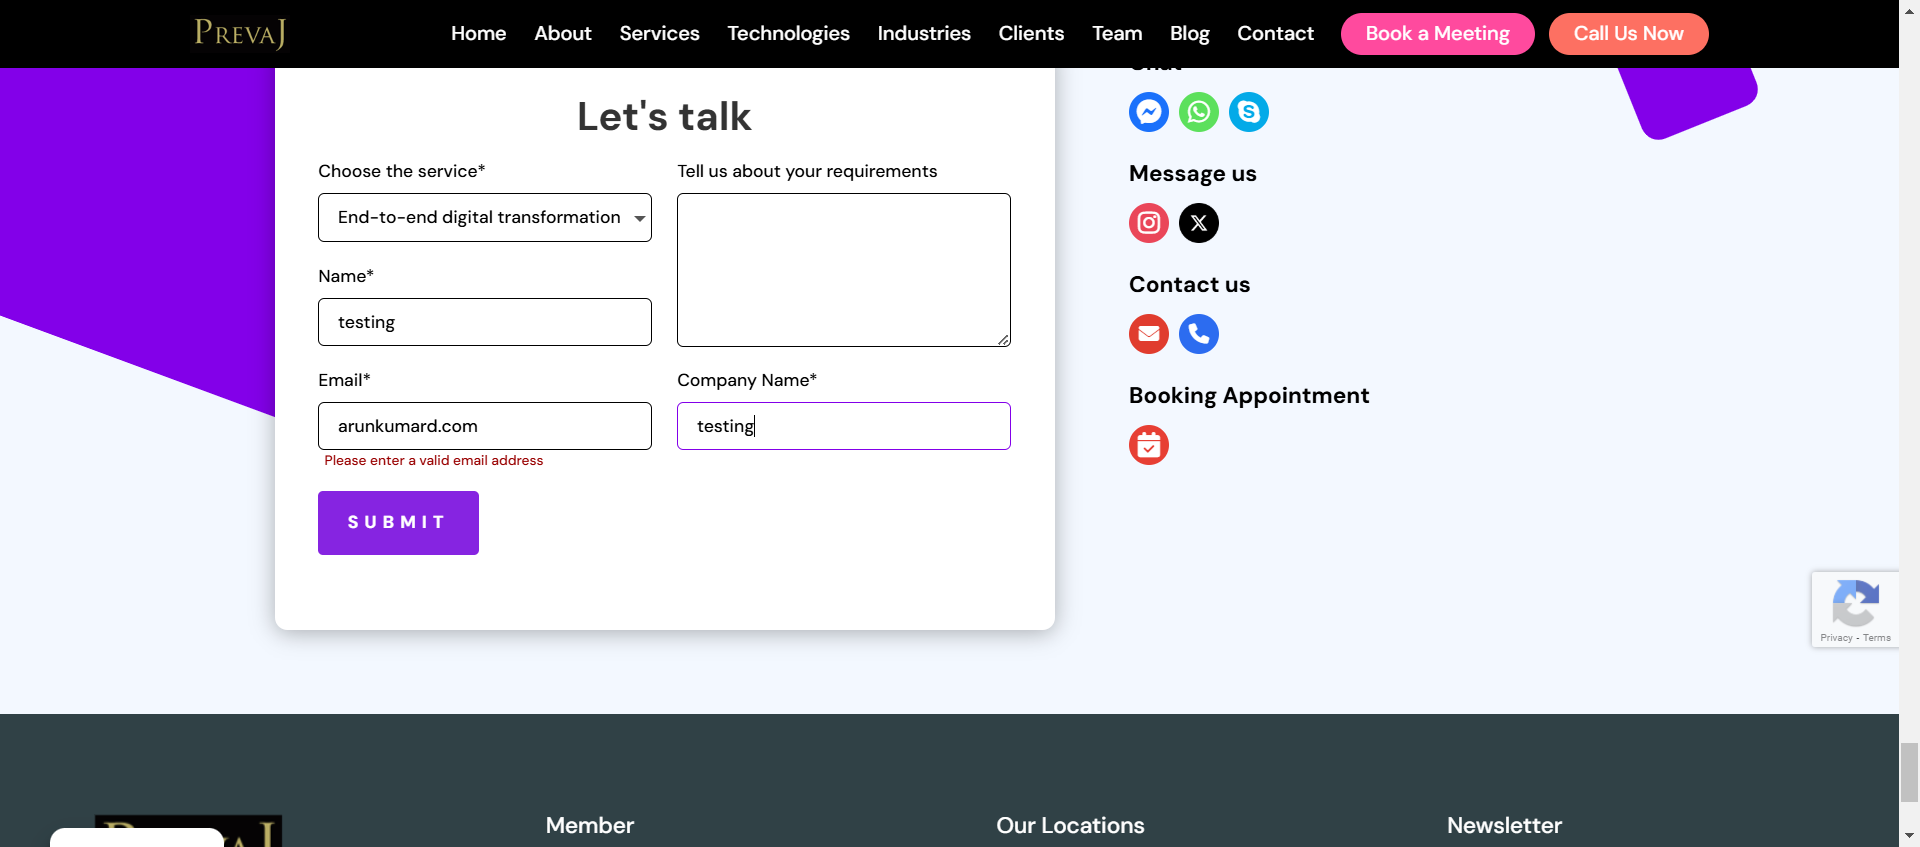 PREVAJ
Home About Services Technologies Industries Clients Team Blog Contact Book a Meeting Call Us Now
Let's talk
Choose the service*
End-to-end digital transformation
Name*
testing
Email*
arunkumard.com
Please enter a valid email address
SUBMIT
Tell us about your requirements
Company Name*
testing
Chat
Message us
Contact us
Booking Appointment
Privacy - Terms
Member
Our Locations
Newsletter